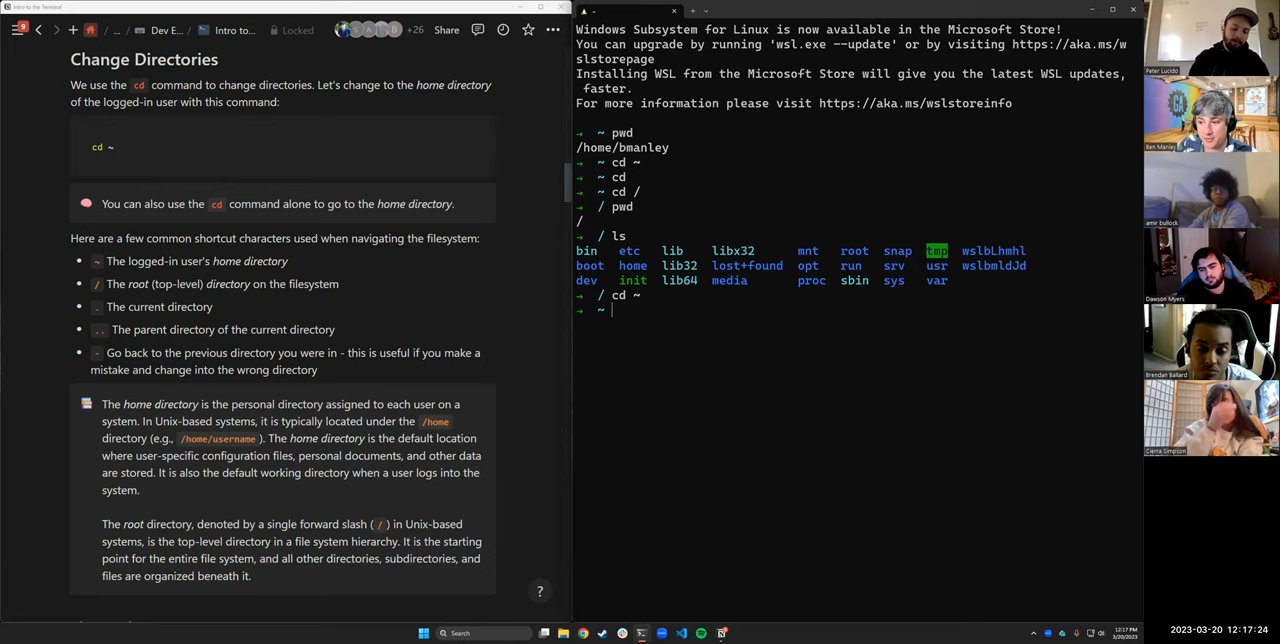 Intro to the Terminal
9
... / Dev E... / Intro to...
Locked
S A B
+26
Share
Change Directories
We use the cd command to change directories. Let's change to the home directory
of the logged-in user with this command:
cd ~
You can also use the cd command alone to go to the home directory.
Here are a few common shortcut characters used when navigating the filesystem:
• ~ The logged-in user's home directory
• / The root (top-level) directory on the filesystem
• . The current directory
• .. The parent directory of the current directory
• - Go back to the previous directory you were in - this is useful if you make a
mistake and change into the wrong directory
The home directory is the personal directory assigned to each user on a
system. In Unix-based systems, it is typically located under the /home
directory (e.g., /home/username ). The home directory is the default location
where user-specific configuration files, personal documents, and other data
are stored. It is also the default working directory when a user logs into the
system.
The root directory, denoted by a single forward slash ( / ) in Unix-based
systems, is the top-level directory in a file system hierarchy. It is the starting
point for the entire file system, and all other directories, subdirectories, and
files are organized beneath it.
?
~
Windows Subsystem for Linux is now available in the Microsoft Store!
You can upgrade by running 'wsl.exe --update' or by visiting https://aka.ms/w
slstorepage
Installing WSL from the Microsoft Store will give you the latest WSL updates,
faster.
For more information please visit https://aka.ms/wslstoreinfo
→ ~ pwd
/home/bmanley
→ ~ cd ~
→ ~ cd
→ ~ cd /
→ / pwd
/
→ / ls
bin etc lib libx32 mnt root snap tmp wslbLhmhl
boot home lib32 lost+found opt run srv usr wslbmldJd
dev init lib64 media proc sbin sys var
→ / cd ~
→ ~
Peter Lucido
GA
Ben Manley
amir bullock
Dawson Myers
Brendan Ballard
Cierra Simpson
Search
12:17 PM
3/20/2023
2023-03-20 12:17:24